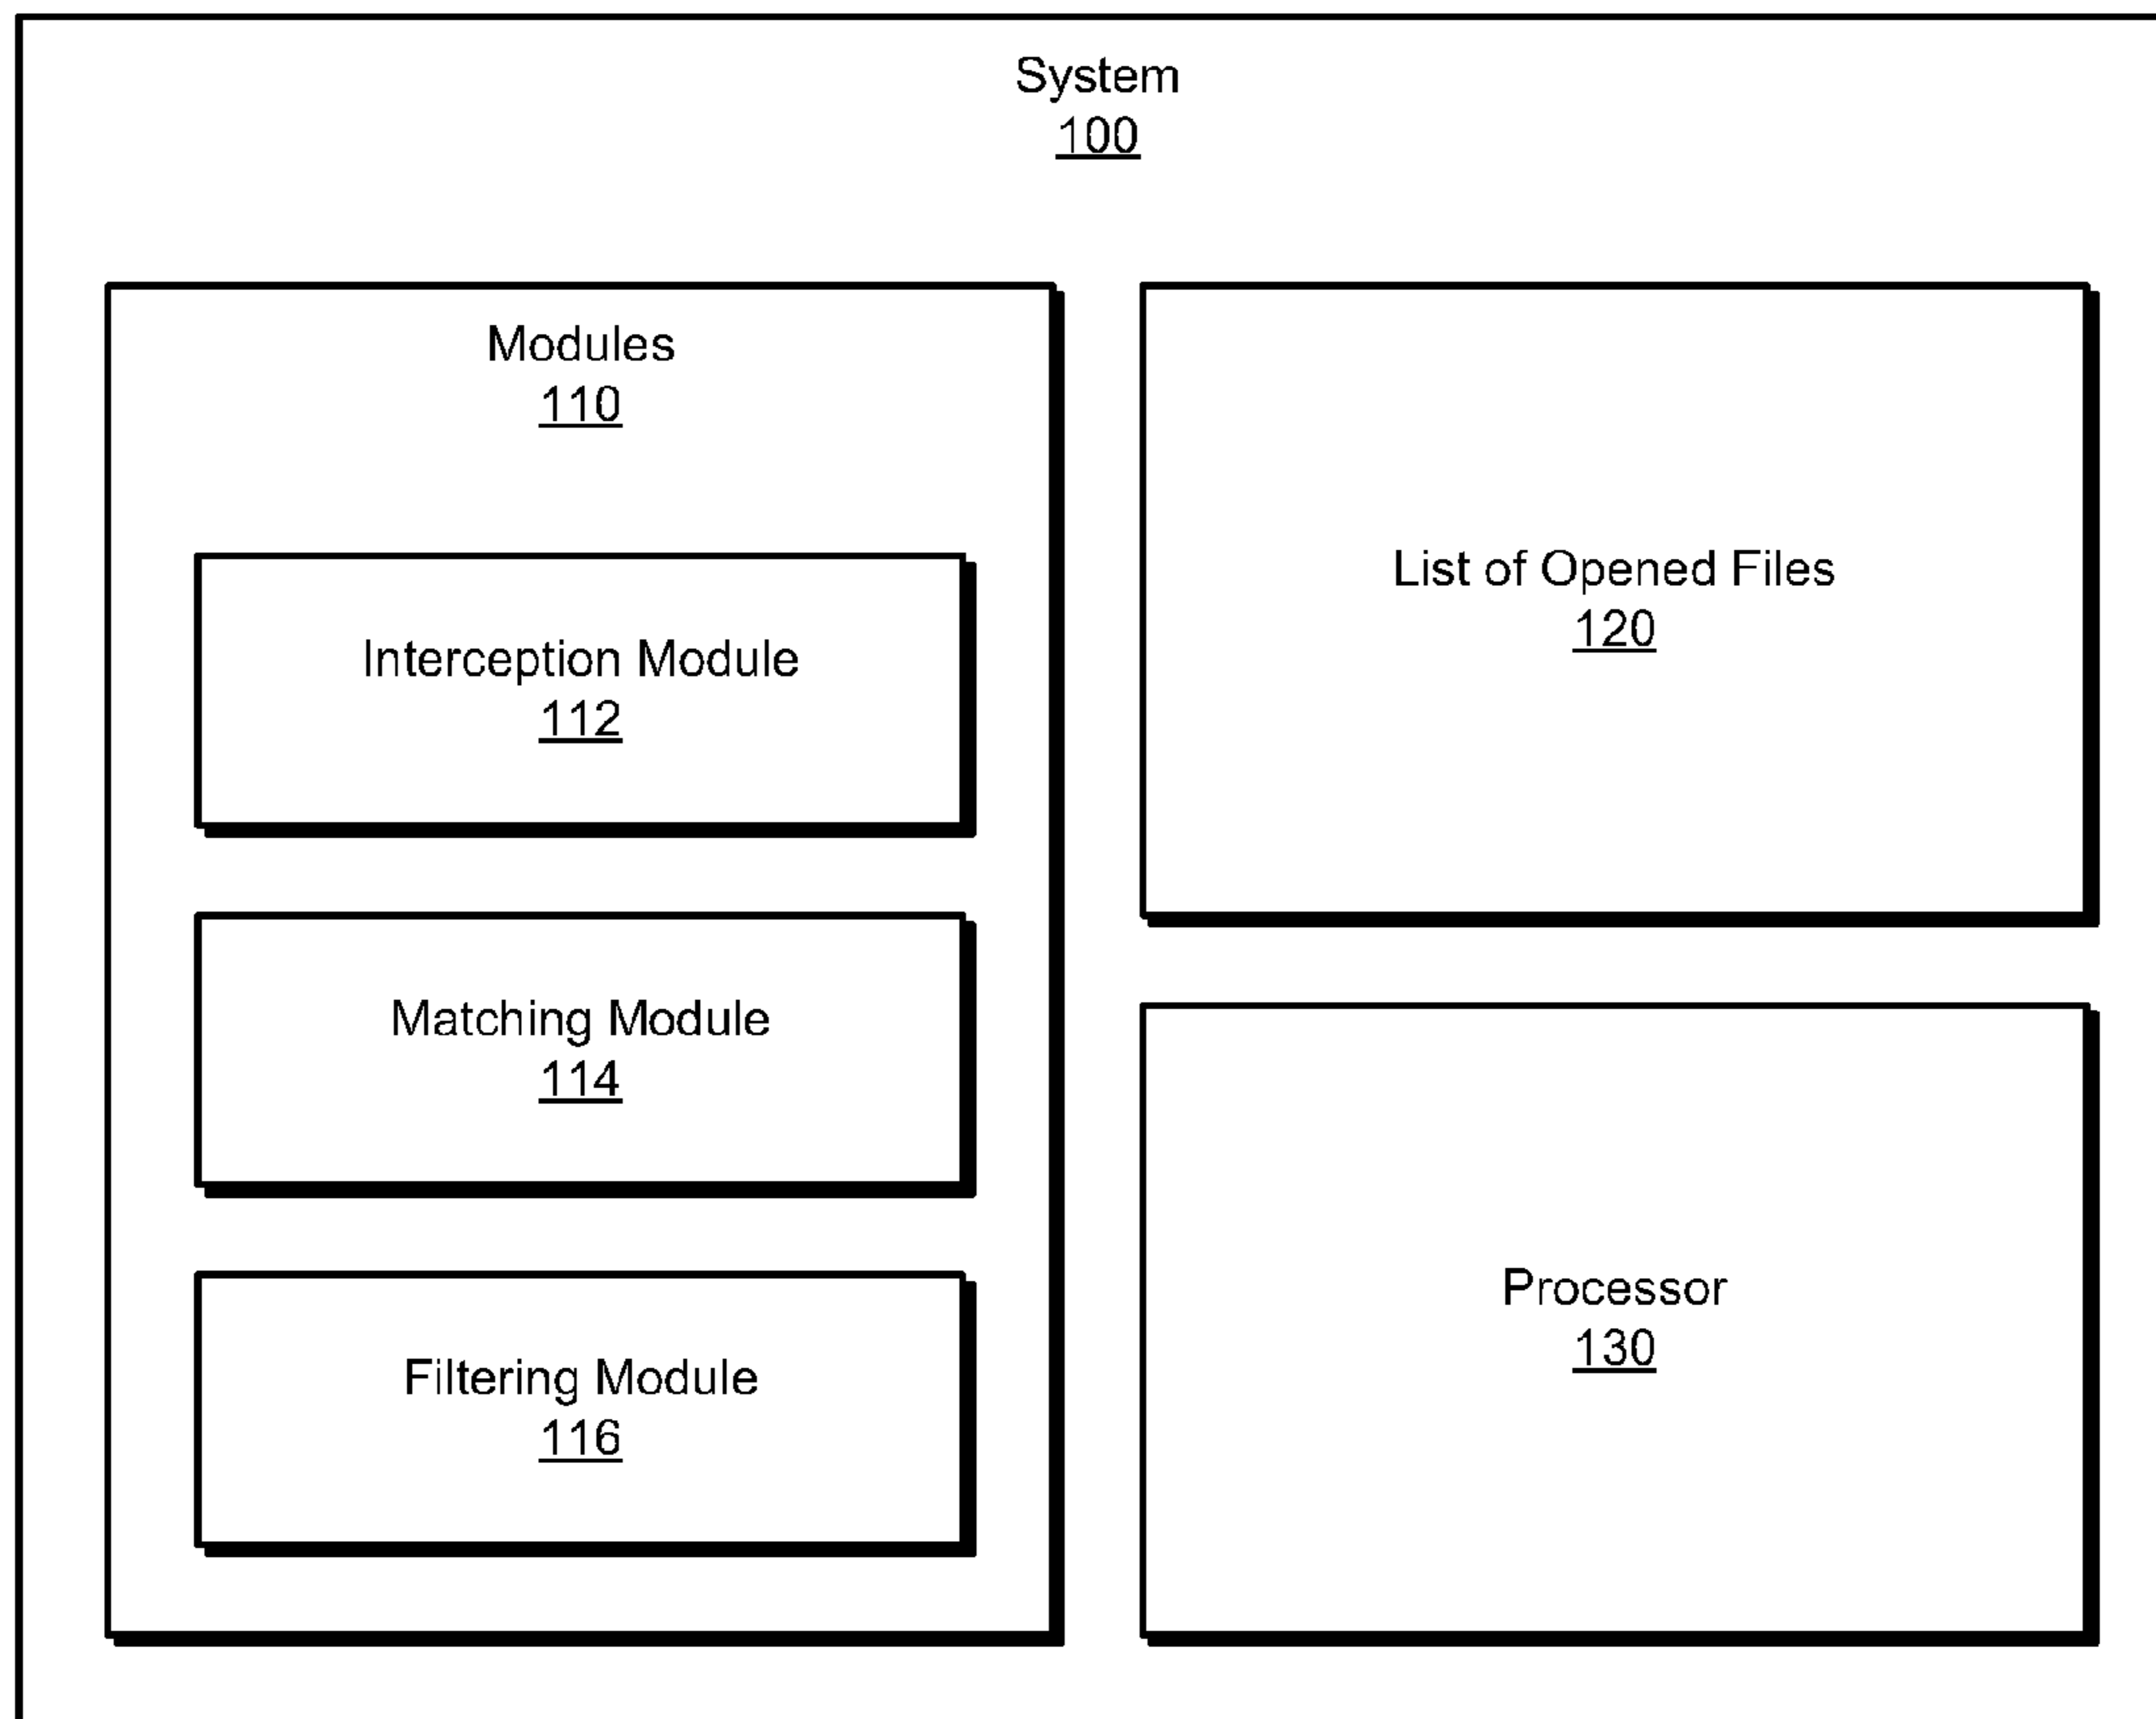 System
100
Modules
110
Interception Module
112
Matching Module
114
Filtering Module
116
List of Opened Files
120
Processor
130